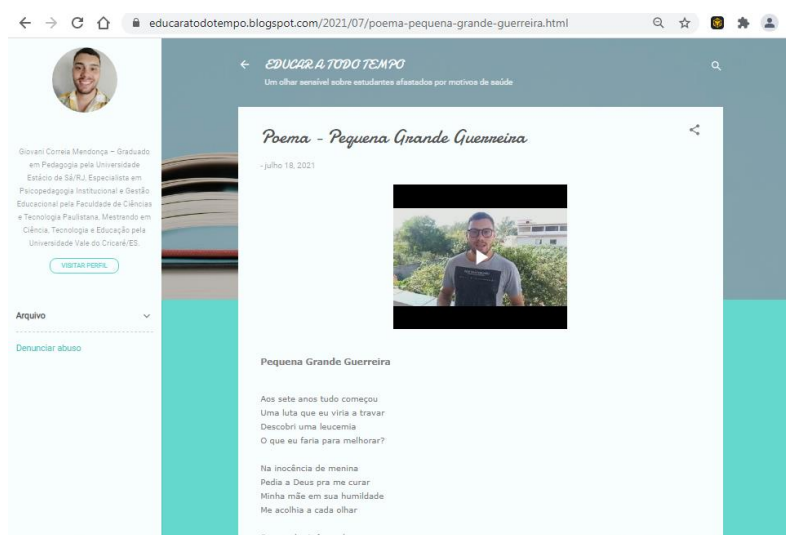 educaratodotempo.blogspot.com/2021/07/poema-pequena-grande-guerreira.html
EDUCAR A TODO TEMPO
Um olhar sensível sobre estudantes afastados por motivos de saúde
Giovani Correia Mendonça – Graduado
em Pedagogia pela Universidade
Estácio de Sá/RJ. Especialista em
Psicopedagogia Institucional e Gestão
Educacional pela Faculdade de Ciências
e Tecnologia Paulistana. Mestrando em
Ciência, Tecnologia e Educação pela
Universidade Vale do Cricaré/ES.
VISITAR PERFIL
Arquivo
Denunciar abuso
Poema - Pequena Grande Guerreira
- julho 18, 2021
Pequena Grande Guerreira
Aos sete anos tudo começou
Uma luta que eu viria a travar
Descobri uma leucemia
O que eu faria para melhorar?
Na inocência de menina
Pedia a Deus pra me curar
Minha mãe em sua humildade
Me acolhia a cada olhar